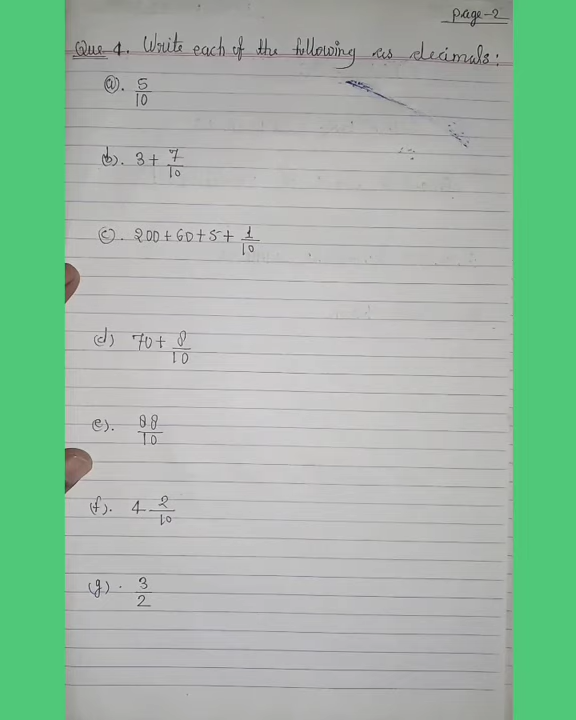 Page-2
Que 4. Write each of the following as decimals:
(a). 5/10
(b). 3 + 7/10
(c). 200 + 60 + 5 + 1/10
(d) 70 + 8/10
(e). 88/10
(f). 4 2/10
(g). 3/2